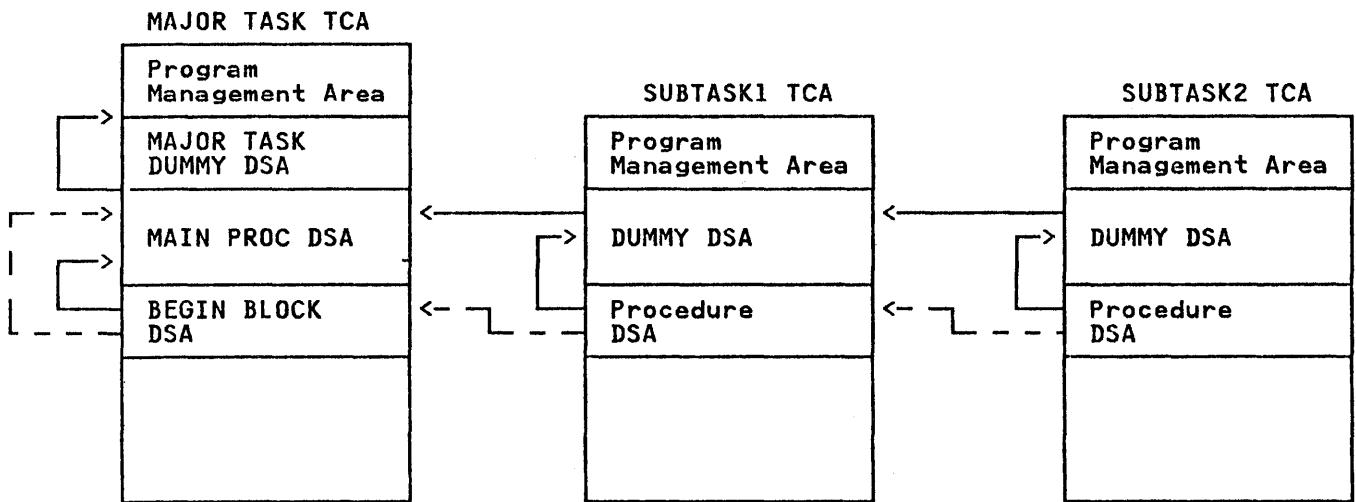 MAJOR TASK TCA
Program
Management Area
MAJOR TASK
DUMMY DSA
MAIN PROC DSA
BEGIN BLOCK
DSA
SUBTASK1 TCA
Program
Management Area
DUMMY DSA
Procedure
DSA
SUBTASK2 TCA
Program
Management Area
DUMMY DSA
Procedure
DSA